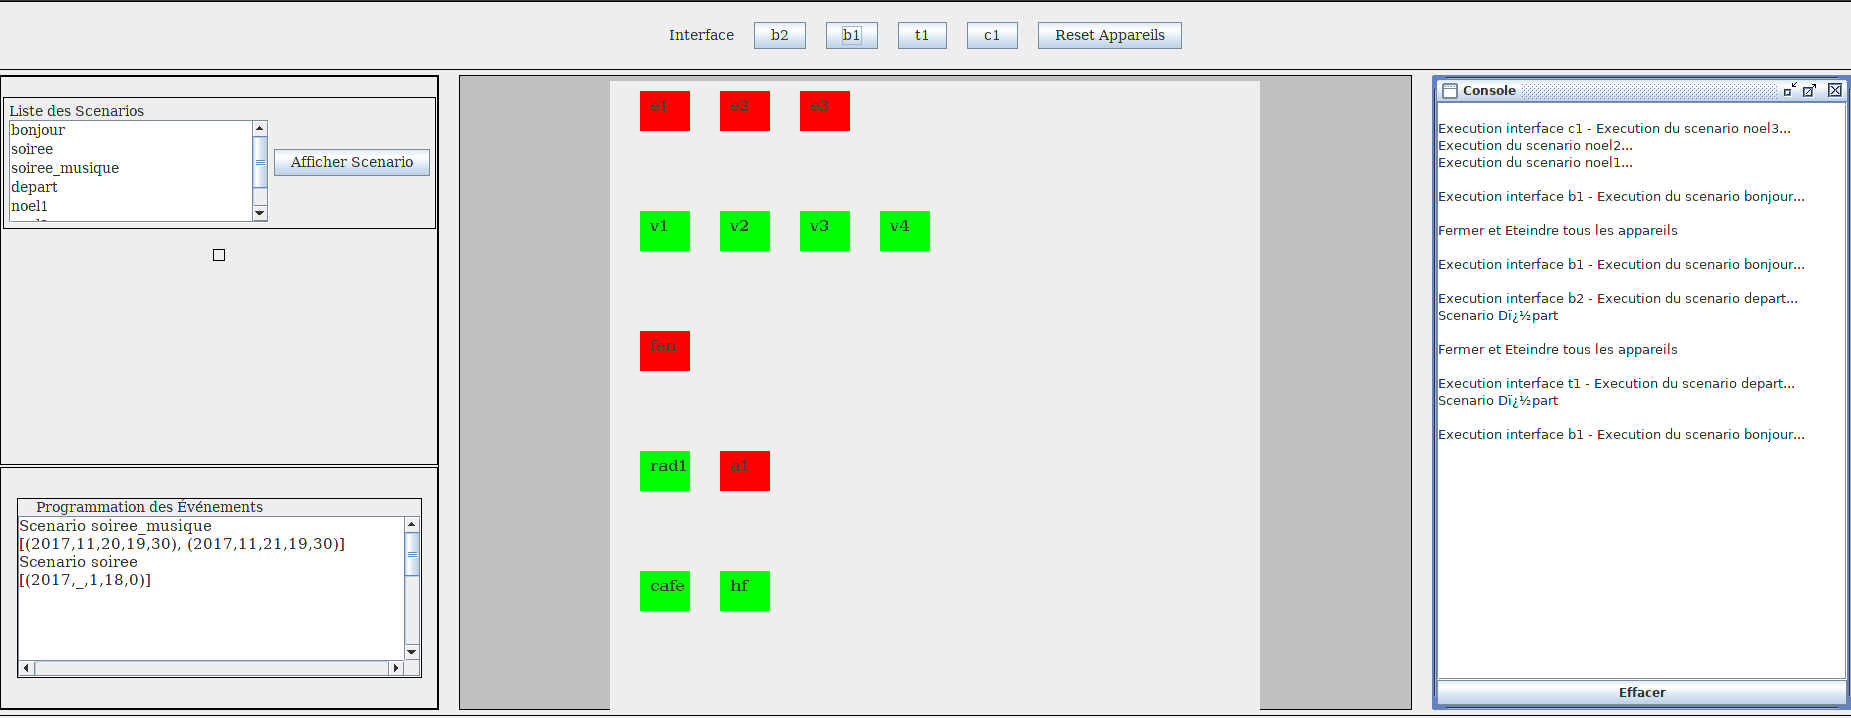 Interface b2 b1 t1 c1 Reset Appareils
Liste des Scenarios
bonjour
soiree
soiree_musique
depart
noel1
Afficher Scenario
Programmation des Événements
Scenario soiree_musique
[(2017,11,20,19,30), (2017,11,21,19,30)]
Scenario soiree
[(2017,_,1,18,0)]
e1 e2 e3
v1 v2 v3 v4
fen
rad1 a1
cafe hf
Console
Execution interface c1 - Execution du scenario noel3...
Execution du scenario noel2...
Execution du scenario noel1...
Execution interface b1 - Execution du scenario bonjour...
Fermer et Eteindre tous les appareils
Execution interface b1 - Execution du scenario bonjour...
Execution interface b2 - Execution du scenario depart...
Scenario Dï¿½part
Fermer et Eteindre tous les appareils
Execution interface t1 - Execution du scenario depart...
Scenario Dï¿½part
Execution interface b1 - Execution du scenario bonjour...
Effacer